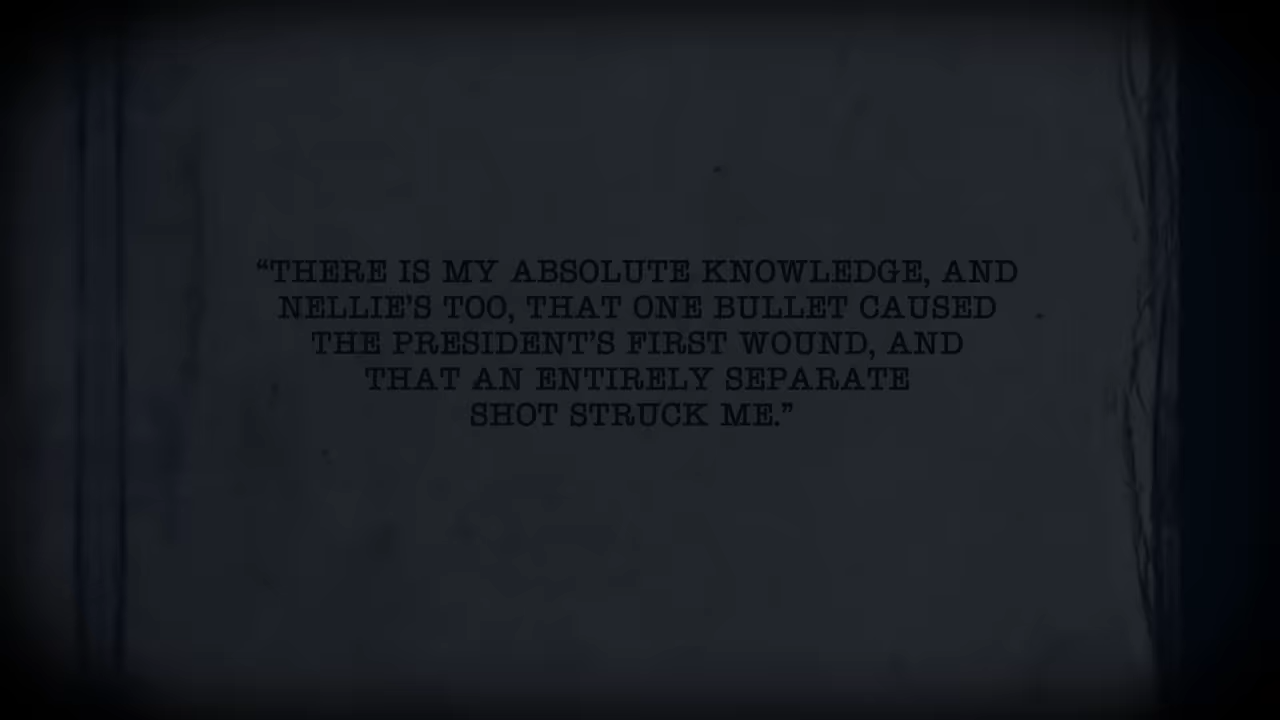 “THERE IS MY ABSOLUTE KNOWLEDGE, AND
NELLIE’S TOO, THAT ONE BULLET CAUSED
THE PRESIDENT’S FIRST WOUND, AND
THAT AN ENTIRELY SEPARATE
SHOT STRUCK ME.”